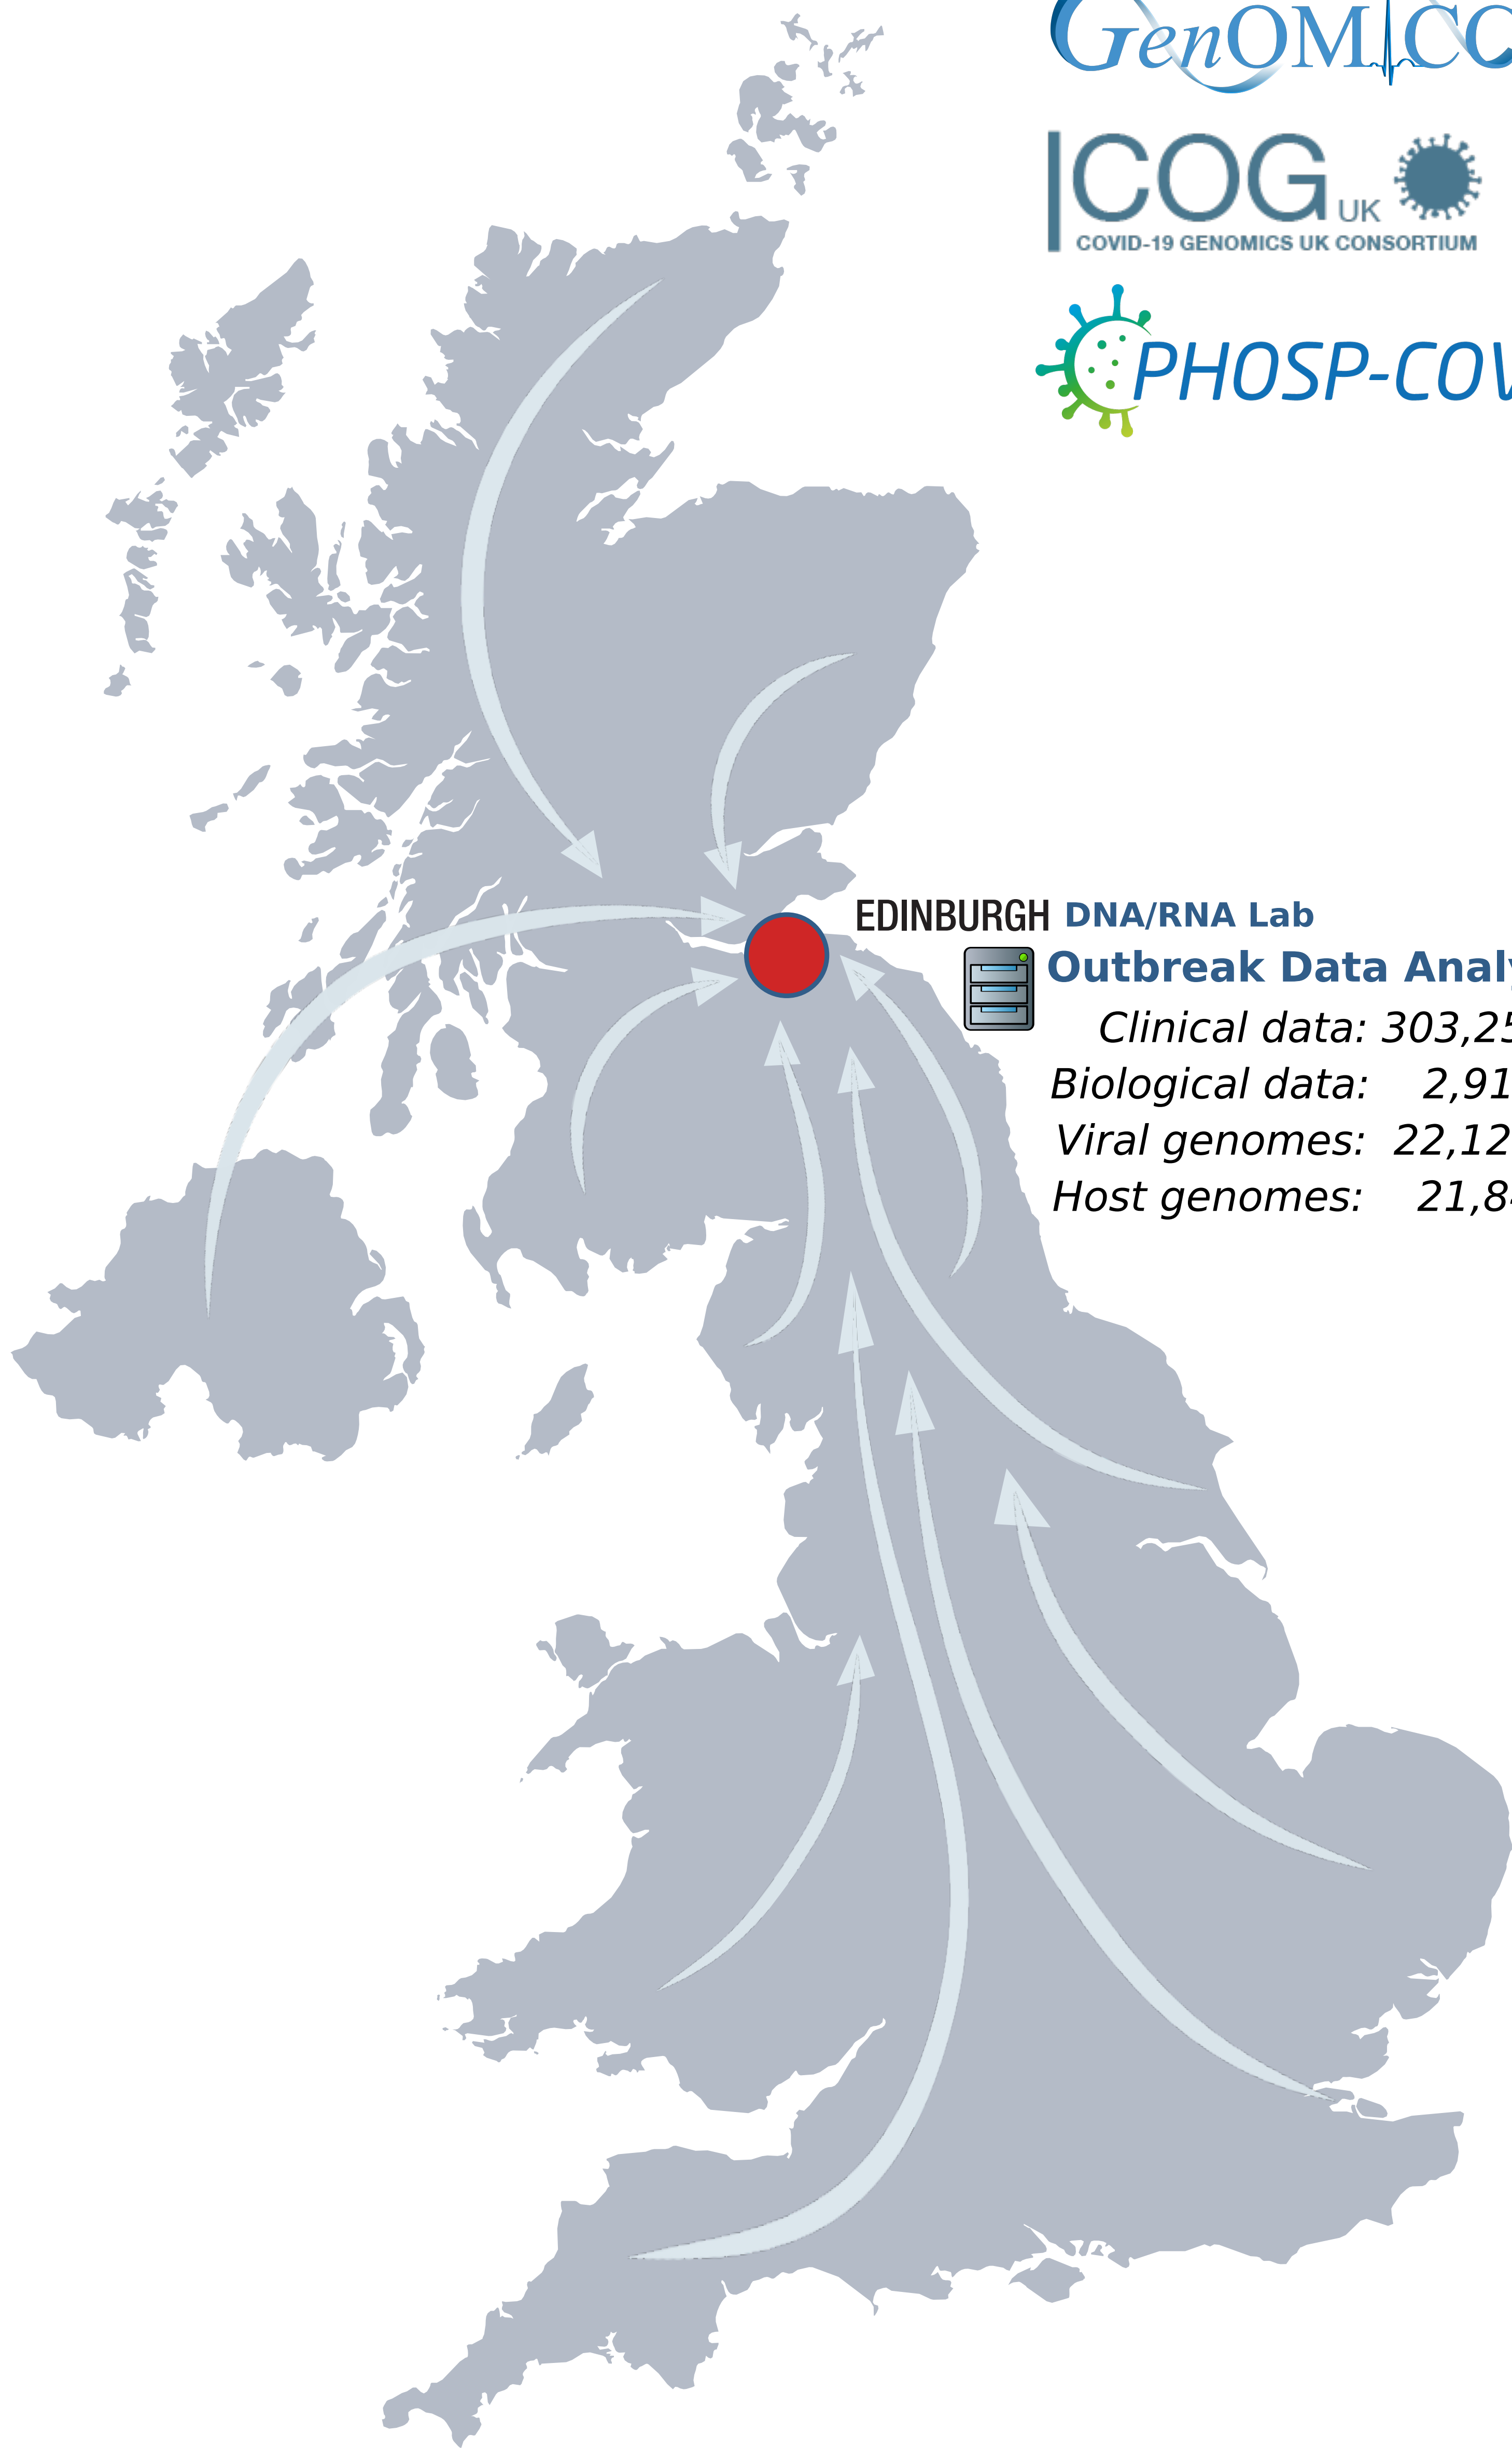 GenOMICC
COG UK
COVID-19 GENOMICS UK CONSORTIUM
PHOSP-COV
EDINBURGH DNA/RNA Lab
Outbreak Data Analy
Clinical data: 303,25
Biological data: 2,91
Viral genomes: 22,12
Host genomes: 21,84